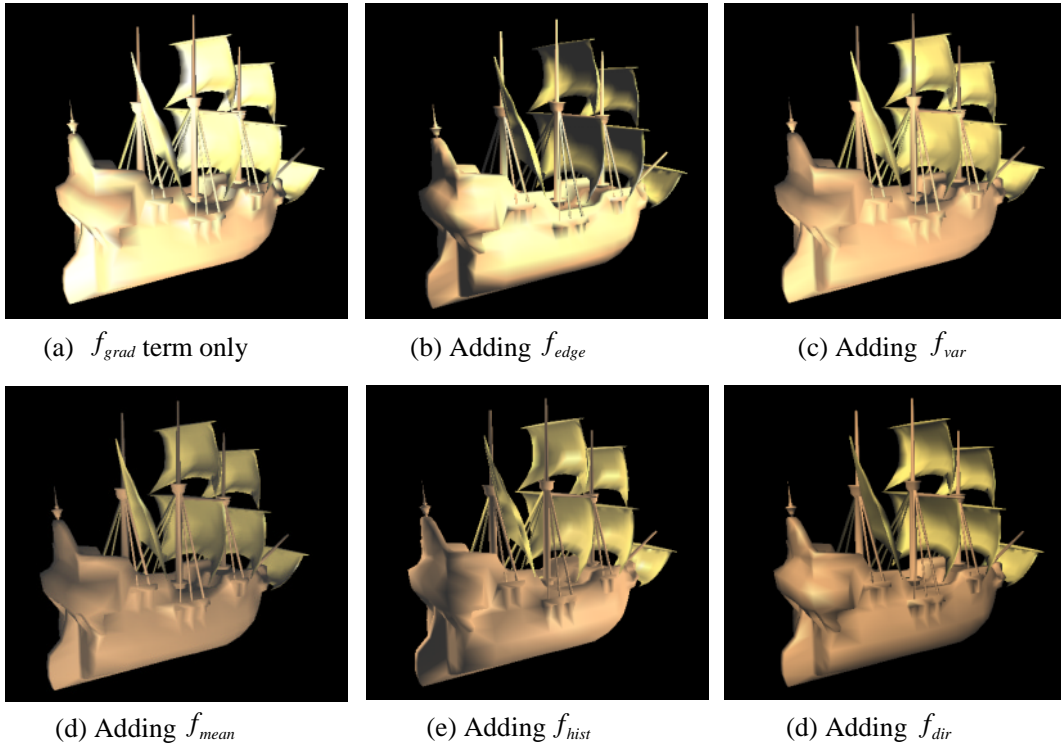 (a) f_grad term only
(b) Adding f_edge
(c) Adding f_var
(d) Adding f_mean
(e) Adding f_hist
(d) Adding f_dir